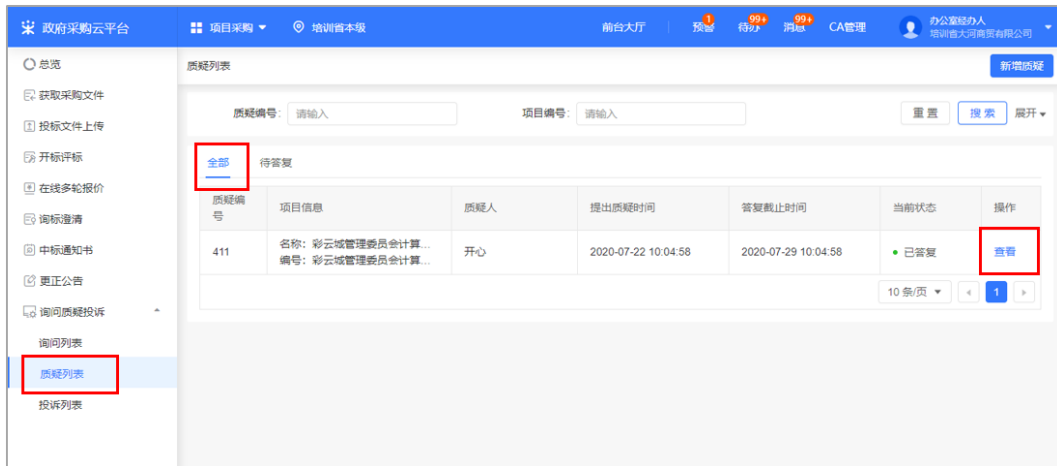 政府采购云平台 项目采购 培训省本级 前台大厅 预警 1 待办 99+ 消息 99+ CA管理 办公室经办人
培训省大河商贸有限公司
总览
获取采购文件
投标文件上传
开标评标
在线多轮报价
询标澄清
中标通知书
更正公告
询问质疑投诉
询问列表
质疑列表
投诉列表
质疑列表 新增质疑
质疑编号: 请输入 项目编号: 请输入 重置 搜索 展开
全部 待答复
质疑编号 项目信息 质疑人 提出质疑时间 答复截止时间 当前状态 操作
411 名称: 彩云城管理委员会计算... 开心 2020-07-22 10:04:58 2020-07-29 10:04:58 已答复 查看
编号: 彩云城管理委员会计算...
10 条/页 1